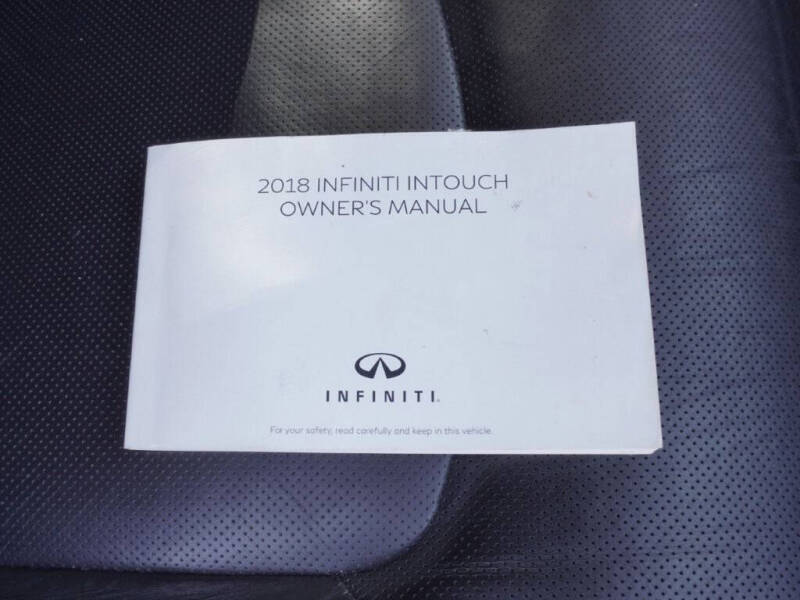 2018 INFINITI INTOUCH
OWNER'S MANUAL
INFINITI.
For your safety, read carefully and keep in this vehicle.